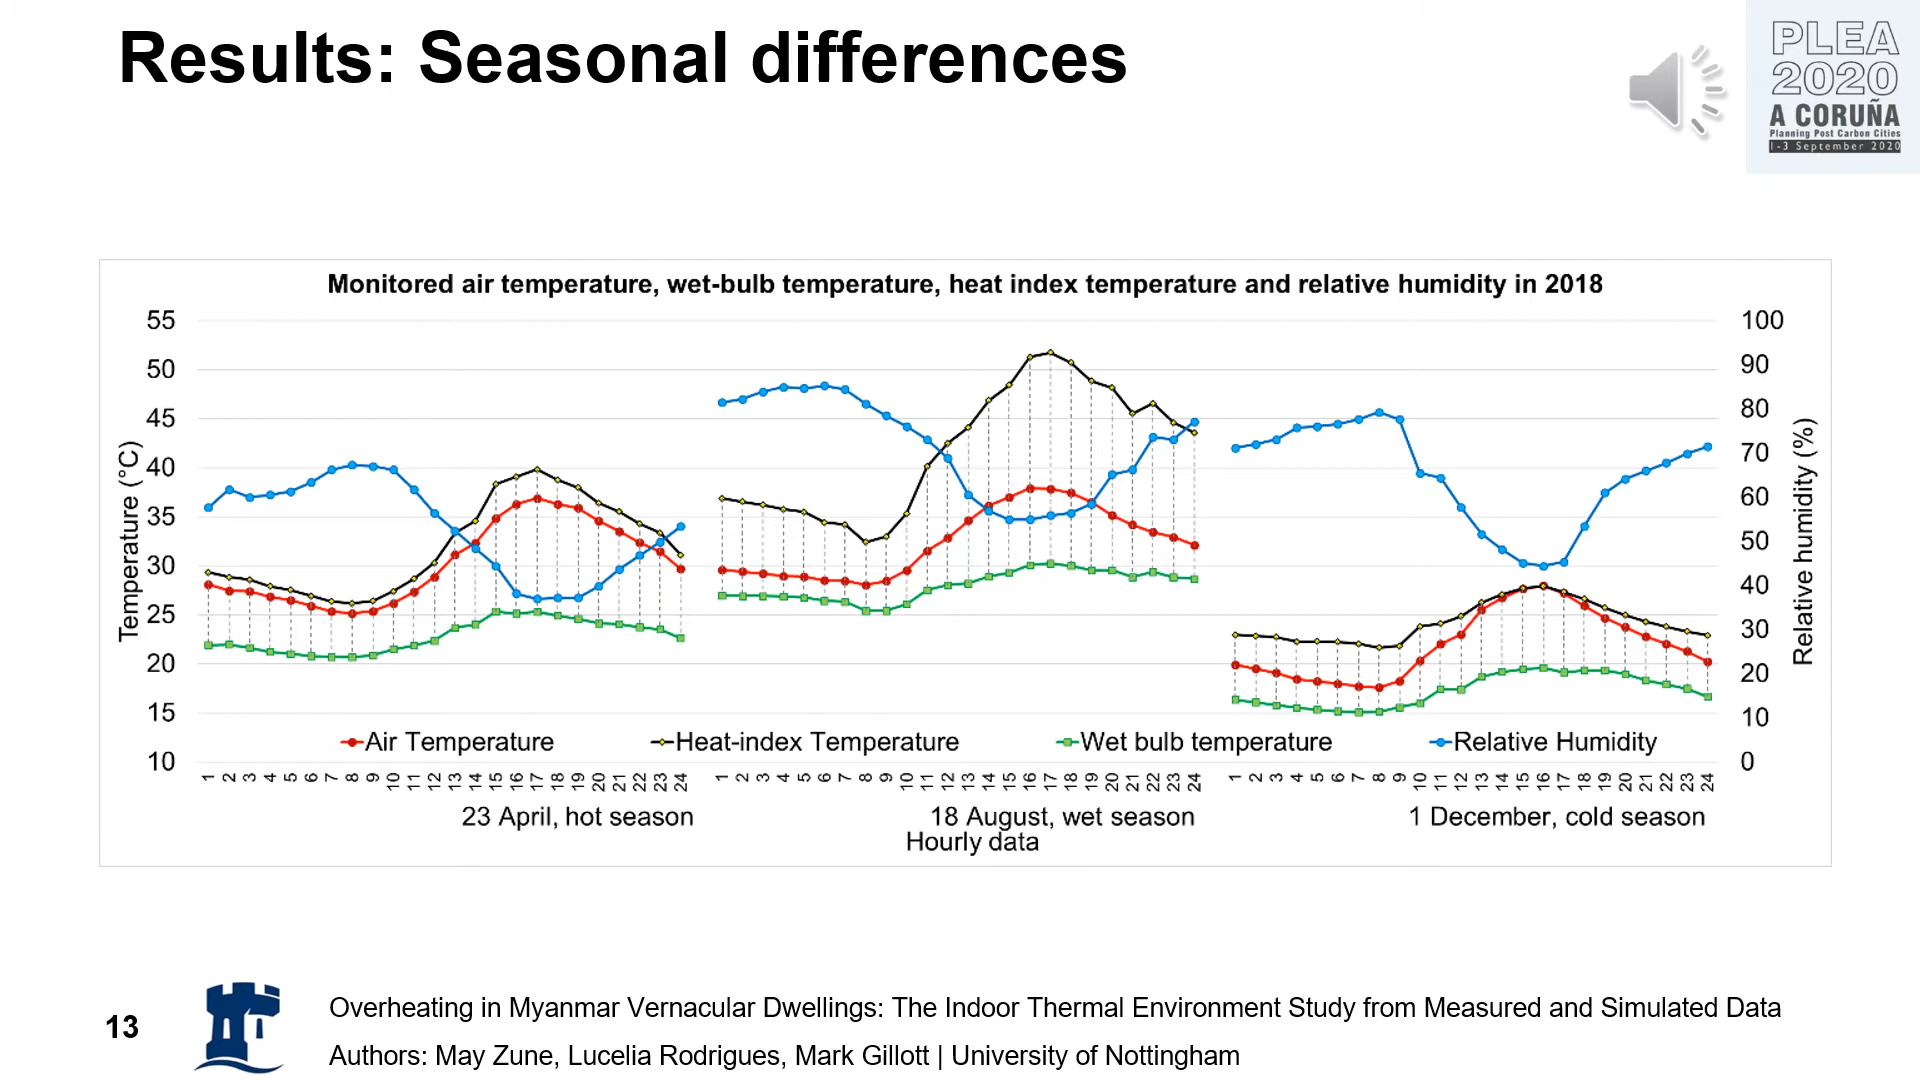 Results: Seasonal differences
PLEA
2020
A CORUÑA
Planning Post Carbon Cities
1-3 September 2020
Monitored air temperature, wet-bulb temperature, heat index temperature and relative humidity in 2018
Temperature (°C)
55
50
45
40
35
30
25
20
15
10
Relative humidity (%)
100
90
80
70
60
50
40
30
20
10
0
Air Temperature Heat-index Temperature Wet bulb temperature Relative Humidity
1 2 3 4 5 6 7 8 9 10 11 12 13 14 15 16 17 18 19 20 21 22 23 24 1 2 3 4 5 6 7 8 9 10 11 12 13 14 15 16 17 18 19 20 21 22 23 24 1 2 3 4 5 6 7 8 9 10 11 12 13 14 15 16 17 18 19 20 21 22 23 24
23 April, hot season 18 August, wet season 1 December, cold season
Hourly data
13
Overheating in Myanmar Vernacular Dwellings: The Indoor Thermal Environment Study from Measured and Simulated Data
Authors: May Zune, Lucelia Rodrigues, Mark Gillott | University of Nottingham